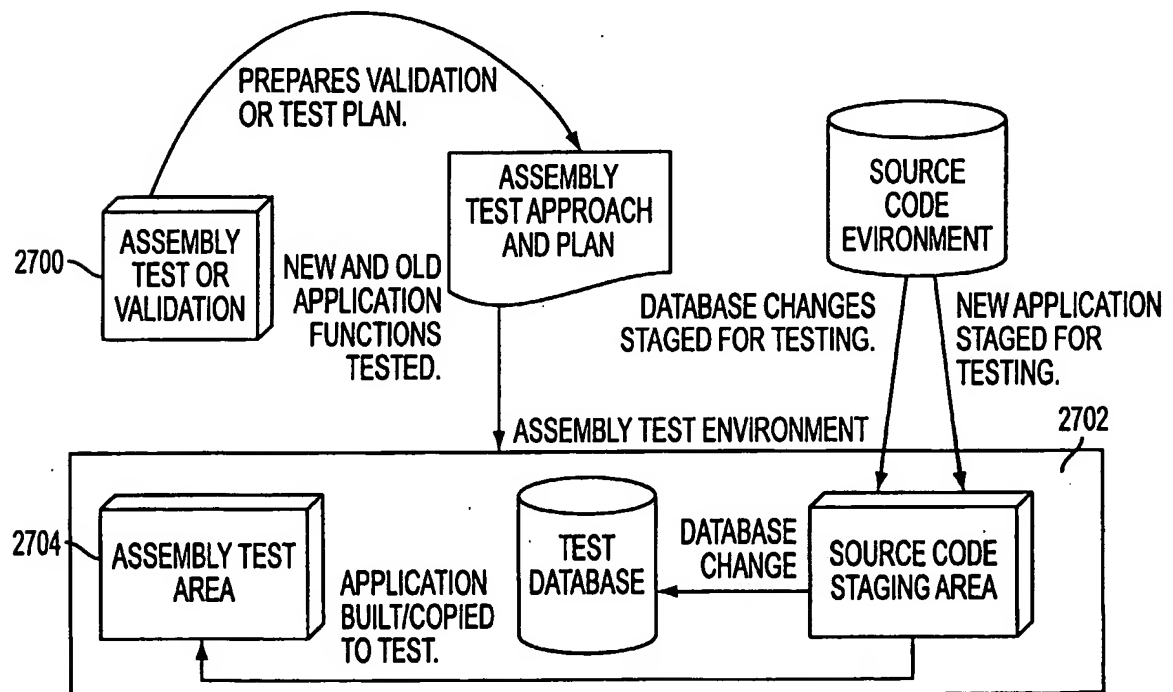 PREPARES VALIDATION
OR TEST PLAN.
ASSEMBLY
TEST APPROACH
AND PLAN
SOURCE
CODE
EVIRONMENT
2700
ASSEMBLY
TEST OR
VALIDATION
NEW AND OLD
APPLICATION
FUNCTIONS
TESTED.
DATABASE CHANGES
STAGED FOR TESTING.
NEW APPLICATION
STAGED FOR
TESTING.
ASSEMBLY TEST ENVIRONMENT
2702
2704
ASSEMBLY TEST
AREA
APPLICATION
BUILT/COPIED
TO TEST.
TEST
DATABASE
DATABASE
CHANGE
SOURCE CODE
STAGING AREA